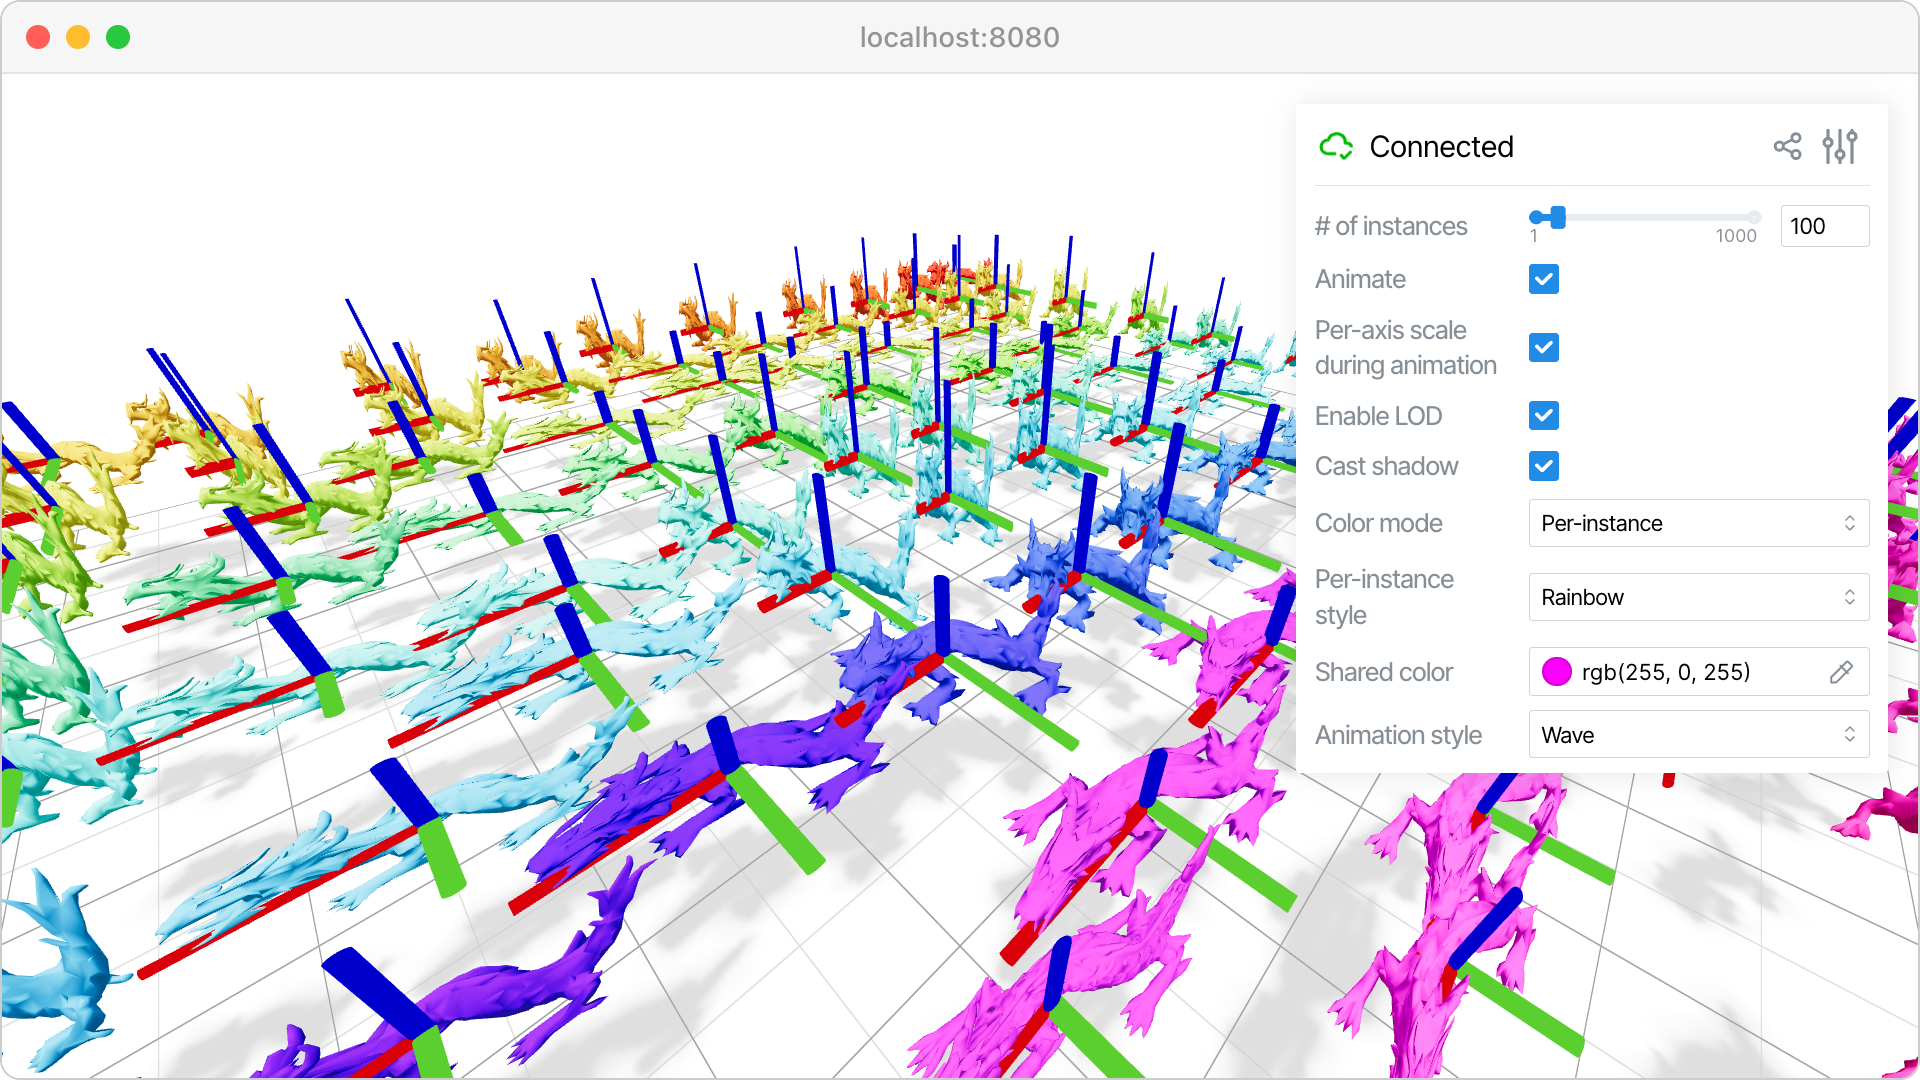 localhost:8080
Connected
# of instances
1
1000
100
Animate
Per-axis scale
during animation
Enable LOD
Cast shadow
Color mode
Per-instance
Per-instance
style
Rainbow
Shared color
rgb(255, 0, 255)
Animation style
Wave